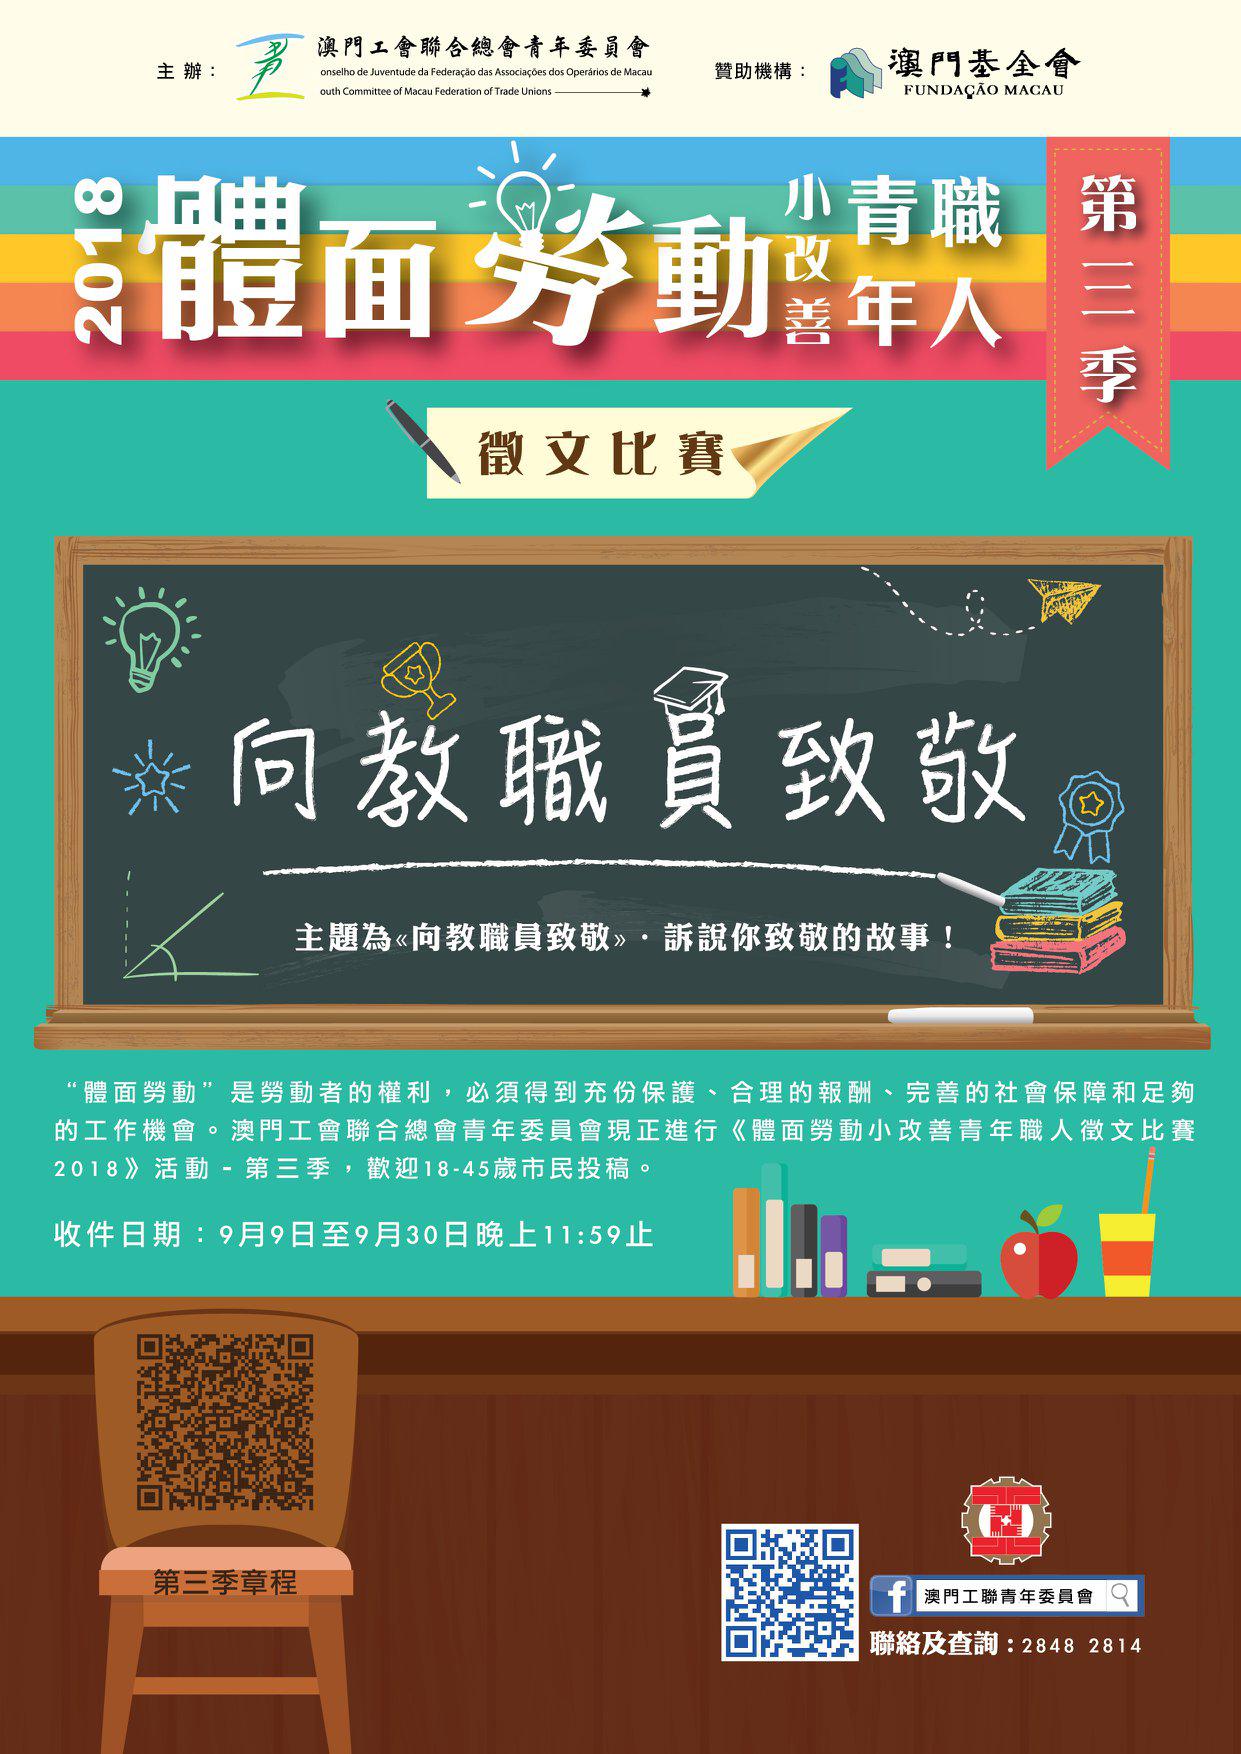 主辦：
澳門工會聯合總會青年委員會
onselho de Juventude da Federação das Associações dos Operários de Macau
outh Committee of Macau Federation of Trade Unions
贊助機構：
澳門基金會
FUNDAÇÃO MACAU
2018
體面勞動
小改善
青年
職人
第三季
徵文比賽
向教職員致敬
主題為«向教職員致敬»．訴說你致敬的故事！
“體面勞動”是勞動者的權利，必須得到充份保護、合理的報酬、完善的社會保障和足夠
的工作機會。澳門工會聯合總會青年委員會現正進行《體面勞動小改善青年職人徵文比賽
2018》活動－第三季，歡迎18-45歲市民投稿。
收件日期：9月9日至9月30日晚上11:59止
第三季章程
f 澳門工聯青年委員會
聯絡及查詢：2848 2814